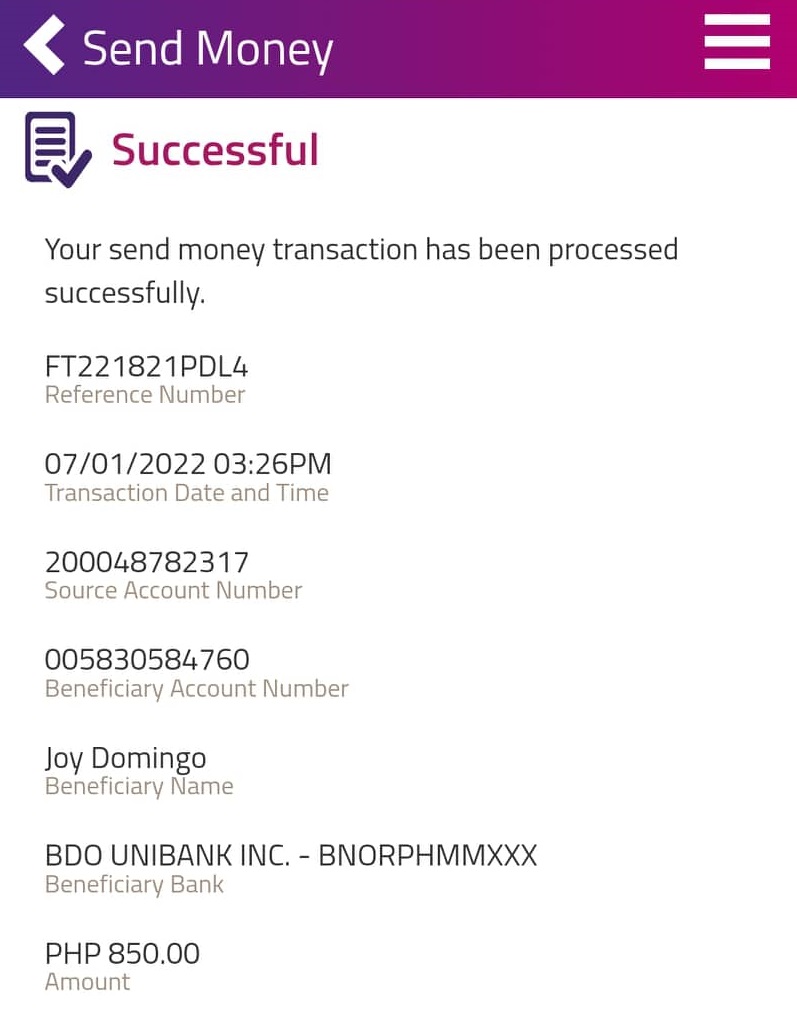 Send Money
Successful
Your send money transaction has been processed
successfully.
FT221821PDL4
Reference Number
07/01/2022 03:26PM
Transaction Date and Time
200048782317
Source Account Number
005830584760
Beneficiary Account Number
Joy Domingo
Beneficiary Name
BDO UNIBANK INC. - BNORPHMMXXX
Beneficiary Bank
PHP 850.00
Amount